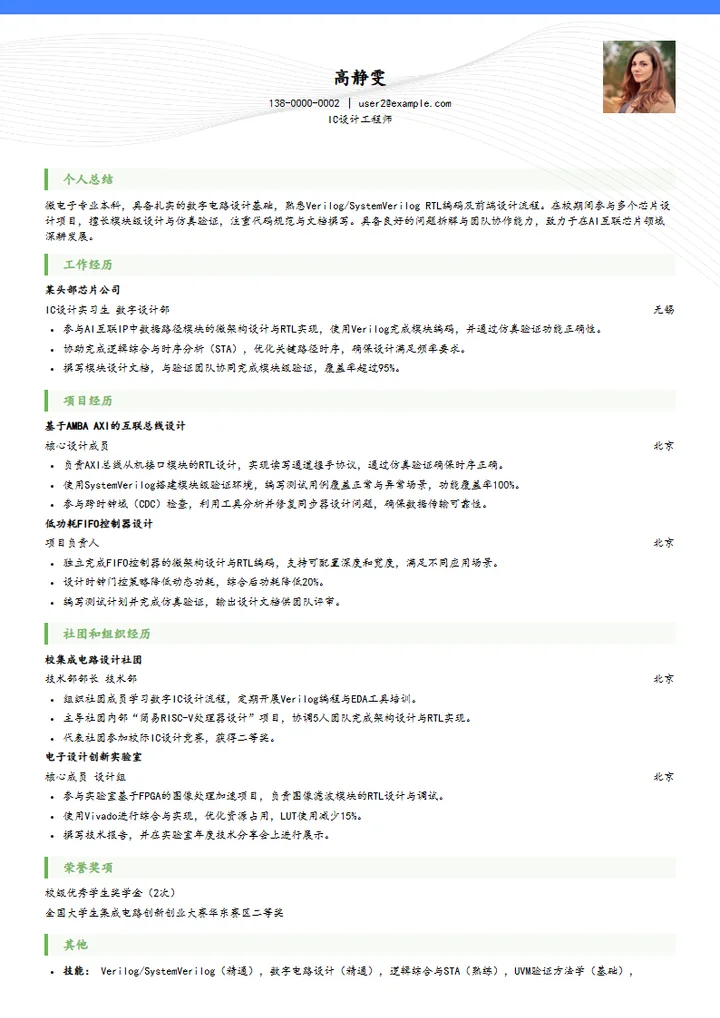 高静雯
138-0000-0002 | user2@example.com
IC设计工程师
个人总结
微电子专业本科，具备扎实的数字电路设计基础，熟悉Verilog/SystemVerilog RTL编码及前端设计流程。在校期间参与多个芯片设
计项目，擅长模块级设计与仿真验证，注重代码规范与文档撰写。具备良好的问题拆解与团队协作能力，致力于在AI互联芯片领域
深耕发展。
工作经历
某头部芯片公司
IC设计实习生 数字设计部 无锡
• 参与AI互联IP中数据路径模块的微架构设计与RTL实现，使用Verilog完成模块编码，并通过仿真验证功能正确性。
• 协助完成逻辑综合与时序分析（STA），优化关键路径时序，确保设计满足频率要求。
• 撰写模块设计文档，与验证团队协同完成模块级验证，覆盖率超过95%。
项目经历
基于AMBA AXI的互联总线设计
核心设计成员 北京
• 负责AXI总线从机接口模块的RTL设计，实现读写通道握手协议，通过仿真验证确保时序正确。
• 使用SystemVerilog搭建模块级验证环境，编写测试用例覆盖正常与异常场景，功能覆盖率100%。
• 参与跨时钟域（CDC）检查，利用工具分析并修复同步器设计问题，确保数据传输可靠性。
低功耗FIFO控制器设计
项目负责人 北京
• 独立完成FIFO控制器的微架构设计与RTL编码，支持可配置深度和宽度，满足不同应用场景。
• 设计时钟门控策略降低动态功耗，综合后功耗降低20%。
• 编写测试计划并完成仿真验证，输出设计文档供团队评审。
社团和组织经历
校集成电路设计社团
技术部部长 技术部 北京
• 组织社团成员学习数字IC设计流程，定期开展Verilog编程与EDA工具培训。
• 主导社团内部“简易RISC-V处理器设计”项目，协调5人团队完成架构设计与RTL实现。
• 代表社团参加校际IC设计竞赛，获得二等奖。
电子设计创新实验室
核心成员 设计组 北京
• 参与实验室基于FPGA的图像处理加速项目，负责图像滤波模块的RTL设计与调试。
• 使用Vivado进行综合与实现，优化资源占用，LUT使用减少15%。
• 撰写技术报告，并在实验室年度技术分享会上进行展示。
荣誉奖项
校级优秀学生奖学金（2次）
全国大学生集成电路创新创业大赛华东赛区二等奖
其他
• 技能： Verilog/SystemVerilog（精通），数字电路设计（精通），逻辑综合与STA（熟练），UVM验证方法学（基础），